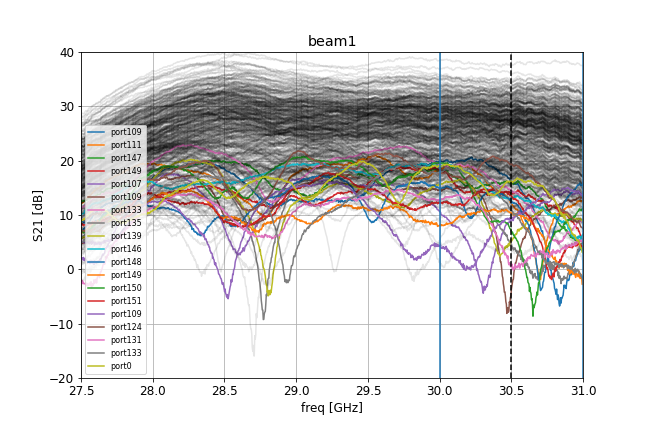 beam1
S21 [dB]
40
30
20
10
0
−10
−20
port109
port111
port147
port149
port107
port109
port133
port135
port139
port146
port148
port149
port150
port151
port109
port124
port131
port133
port0
27.5 28.0 28.5 29.0 29.5 30.0 30.5 31.0
freq [GHz]